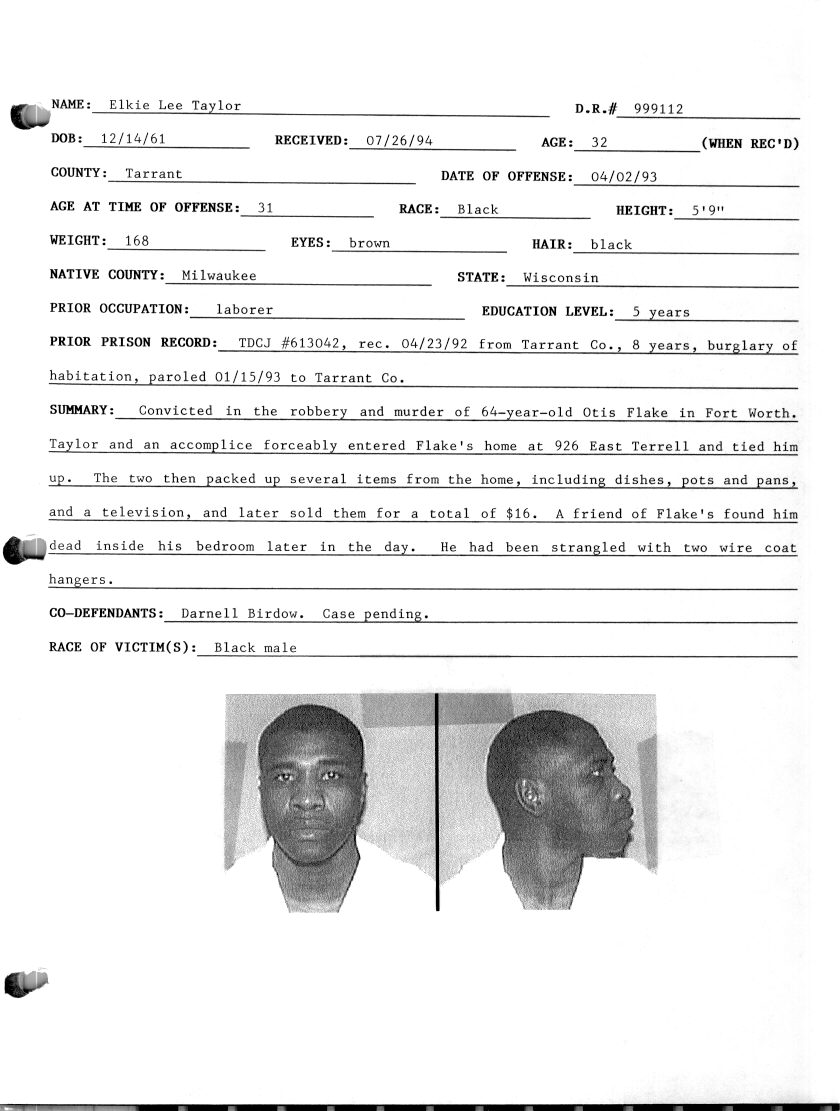 NAME: Elkie Lee Taylor D.R.# 999112
DOB: 12/14/61 RECEIVED: 07/26/94 AGE: 32 (WHEN REC'D)
COUNTY: Tarrant DATE OF OFFENSE: 04/02/93
AGE AT TIME OF OFFENSE: 31 RACE: Black HEIGHT: 5'9"
WEIGHT: 168 EYES: brown HAIR: black
NATIVE COUNTY: Milwaukee STATE: Wisconsin
PRIOR OCCUPATION: laborer EDUCATION LEVEL: 5 years
PRIOR PRISON RECORD: TDCJ #613042, rec. 04/23/92 from Tarrant Co., 8 years, burglary of
habitation, paroled 01/15/93 to Tarrant Co.
SUMMARY: Convicted in the robbery and murder of 64-year-old Otis Flake in Fort Worth.
Taylor and an accomplice forceably entered Flake's home at 926 East Terrell and tied him
up. The two then packed up several items from the home, including dishes, pots and pans,
and a television, and later sold them for a total of $16. A friend of Flake's found him
dead inside his bedroom later in the day. He had been strangled with two wire coat
hangers.
CO-DEFENDANTS: Darnell Birdow. Case pending.
RACE OF VICTIM(S): Black male